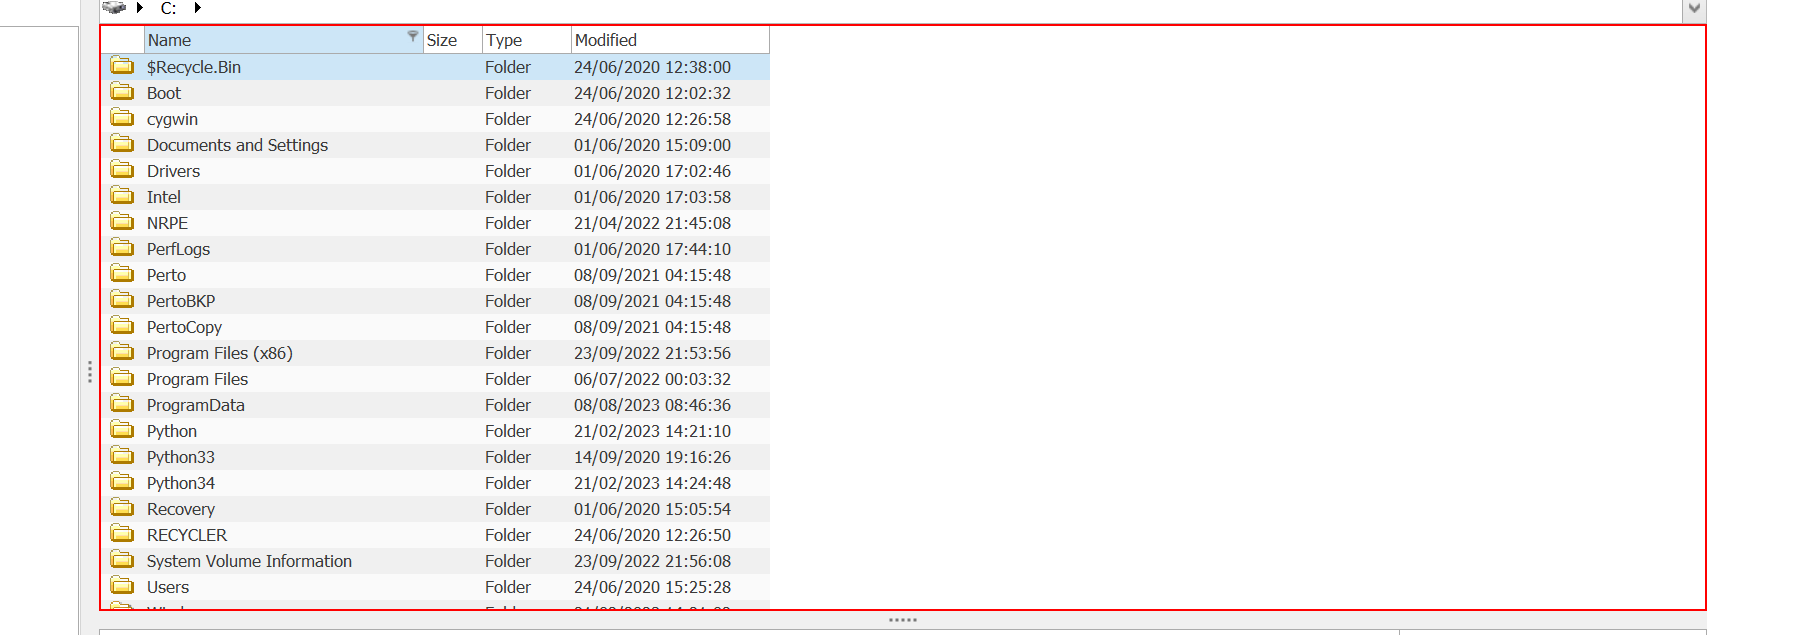 C:
Name Size Type Modified
$Recycle.Bin Folder 24/06/2020 12:38:00
Boot Folder 24/06/2020 12:02:32
cygwin Folder 24/06/2020 12:26:58
Documents and Settings Folder 01/06/2020 15:09:00
Drivers Folder 01/06/2020 17:02:46
Intel Folder 01/06/2020 17:03:58
NRPE Folder 21/04/2022 21:45:08
PerfLogs Folder 01/06/2020 17:44:10
Perto Folder 08/09/2021 04:15:48
PertoBKP Folder 08/09/2021 04:15:48
PertoCopy Folder 08/09/2021 04:15:48
Program Files (x86) Folder 23/09/2022 21:53:56
Program Files Folder 06/07/2022 00:03:32
ProgramData Folder 08/08/2023 08:46:36
Python Folder 21/02/2023 14:21:10
Python33 Folder 14/09/2020 19:16:26
Python34 Folder 21/02/2023 14:24:48
Recovery Folder 01/06/2020 15:05:54
RECYCLER Folder 24/06/2020 12:26:50
System Volume Information Folder 23/09/2022 21:56:08
Users Folder 24/06/2020 15:25:28